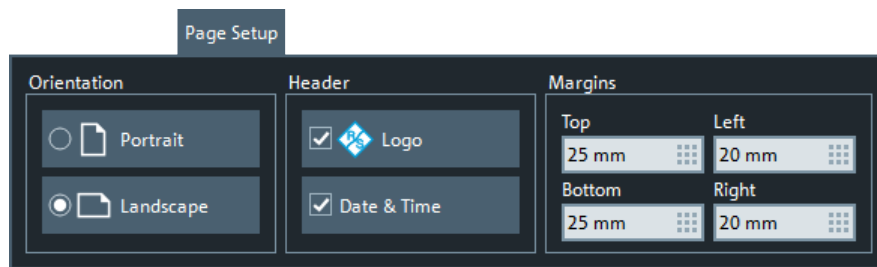 Page Setup
Orientation
Portrait
Landscape
Header
R/S Logo
Date & Time
Margins
Top Left
25 mm 20 mm
Bottom Right
25 mm 20 mm